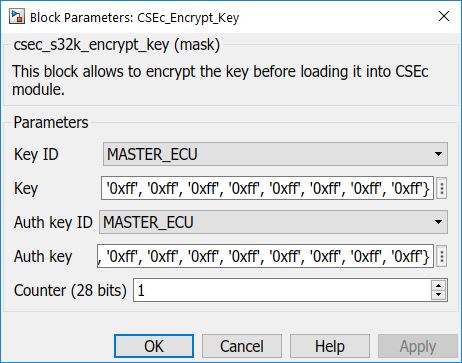 Block Parameters: CSEc_Encrypt_Key
csec_s32k_encrypt_key (mask)
This block allows to encrypt the key before loading it into CSEc
module.
Parameters
Key ID MASTER_ECU
Key '0xff', '0xff', '0xff', '0xff', '0xff', '0xff', '0xff', '0xff'}
Auth key ID MASTER_ECU
Auth key , '0xff', '0xff', '0xff', '0xff', '0xff', '0xff', '0xff', '0xff'}
Counter (28 bits) 1
OK Cancel Help Apply